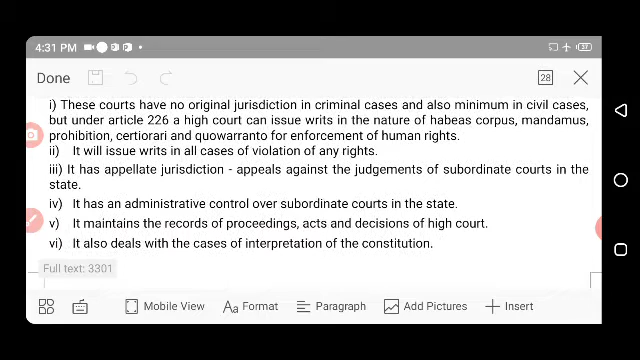 4:31 PM
37
Done
28
i) These courts have no original jurisdiction in criminal cases and also minimum in civil cases,
but under article 226 a high court can issue writs in the nature of habeas corpus, mandamus,
prohibition, certiorari and quowarranto for enforcement of human rights.
ii) It will issue writs in all cases of violation of any rights.
iii) It has appellate jurisdiction - appeals against the judgements of subordinate courts in the
state.
iv) It has an administrative control over subordinate courts in the state.
v) It maintains the records of proceedings, acts and decisions of high court.
vi) It also deals with the cases of interpretation of the constitution.
Full text: 3301
Mobile View Aa Format Paragraph Add Pictures Insert